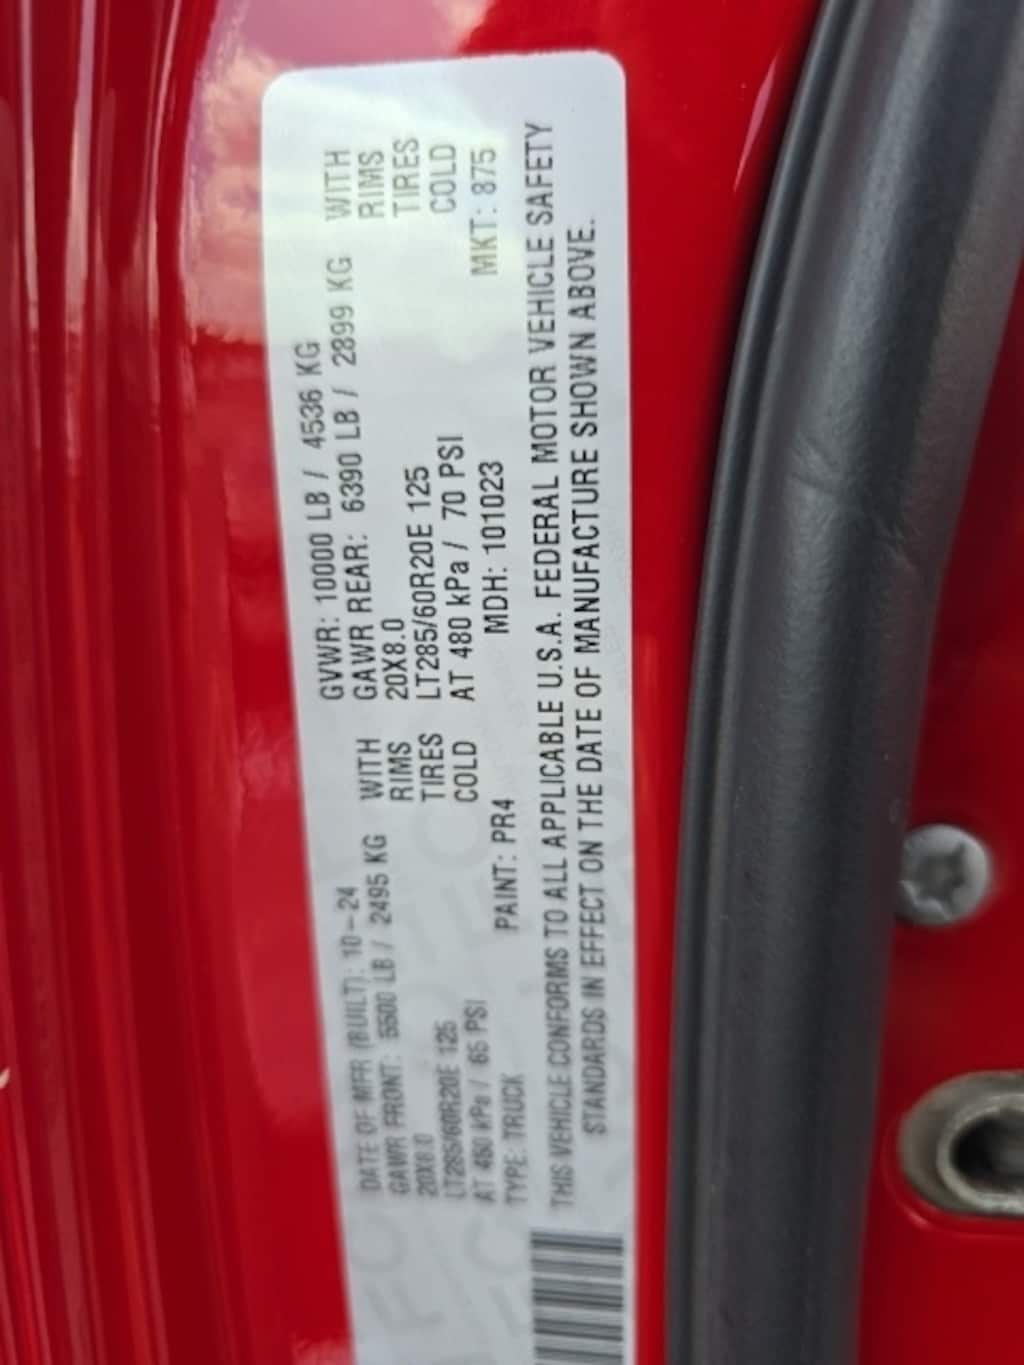 DATE OF MFR (BUILT): 10-24 GVWR: 10000 LB / 4536 KG
GAWR FRONT: 5500 LB / 2495 KG WITH GAWR REAR: 6390 LB / 2899 KG WITH
20X8.0 RIMS 20X8.0 RIMS
LT285/60R20E 125 TIRES LT285/60R20E 125 TIRES
AT 450 kPa / 65 PSI COLD AT 480 kPa / 70 PSI COLD
TYPE: TRUCK PAINT: PR4 MDH: 101023 MKT: 875
THIS VEHICLE CONFORMS TO ALL APPLICABLE U.S.A. FEDERAL MOTOR VEHICLE SAFETY
STANDARDS IN EFFECT ON THE DATE OF MANUFACTURE SHOWN ABOVE.